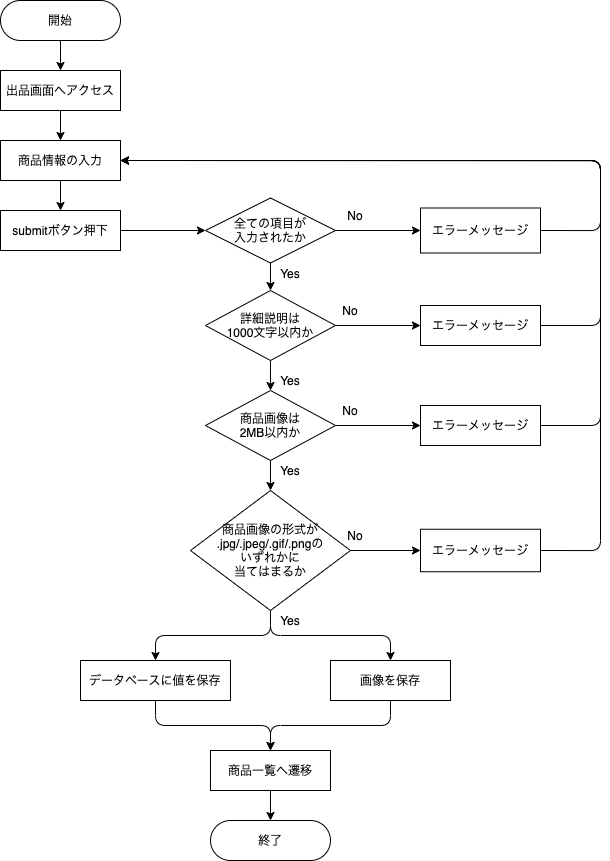 開始
出品画面へアクセス
商品情報の入力
submitボタン押下
全ての項目が
入力されたか
No
エラーメッセージ
Yes
詳細説明は
1000文字以内か
No
エラーメッセージ
Yes
商品画像は
2MB以内か
No
エラーメッセージ
Yes
商品画像の形式が
.jpg/.jpeg/.gif/.pngの
いずれかに
当てはまるか
No
エラーメッセージ
Yes
データベースに値を保存
画像を保存
商品一覧へ遷移
終了